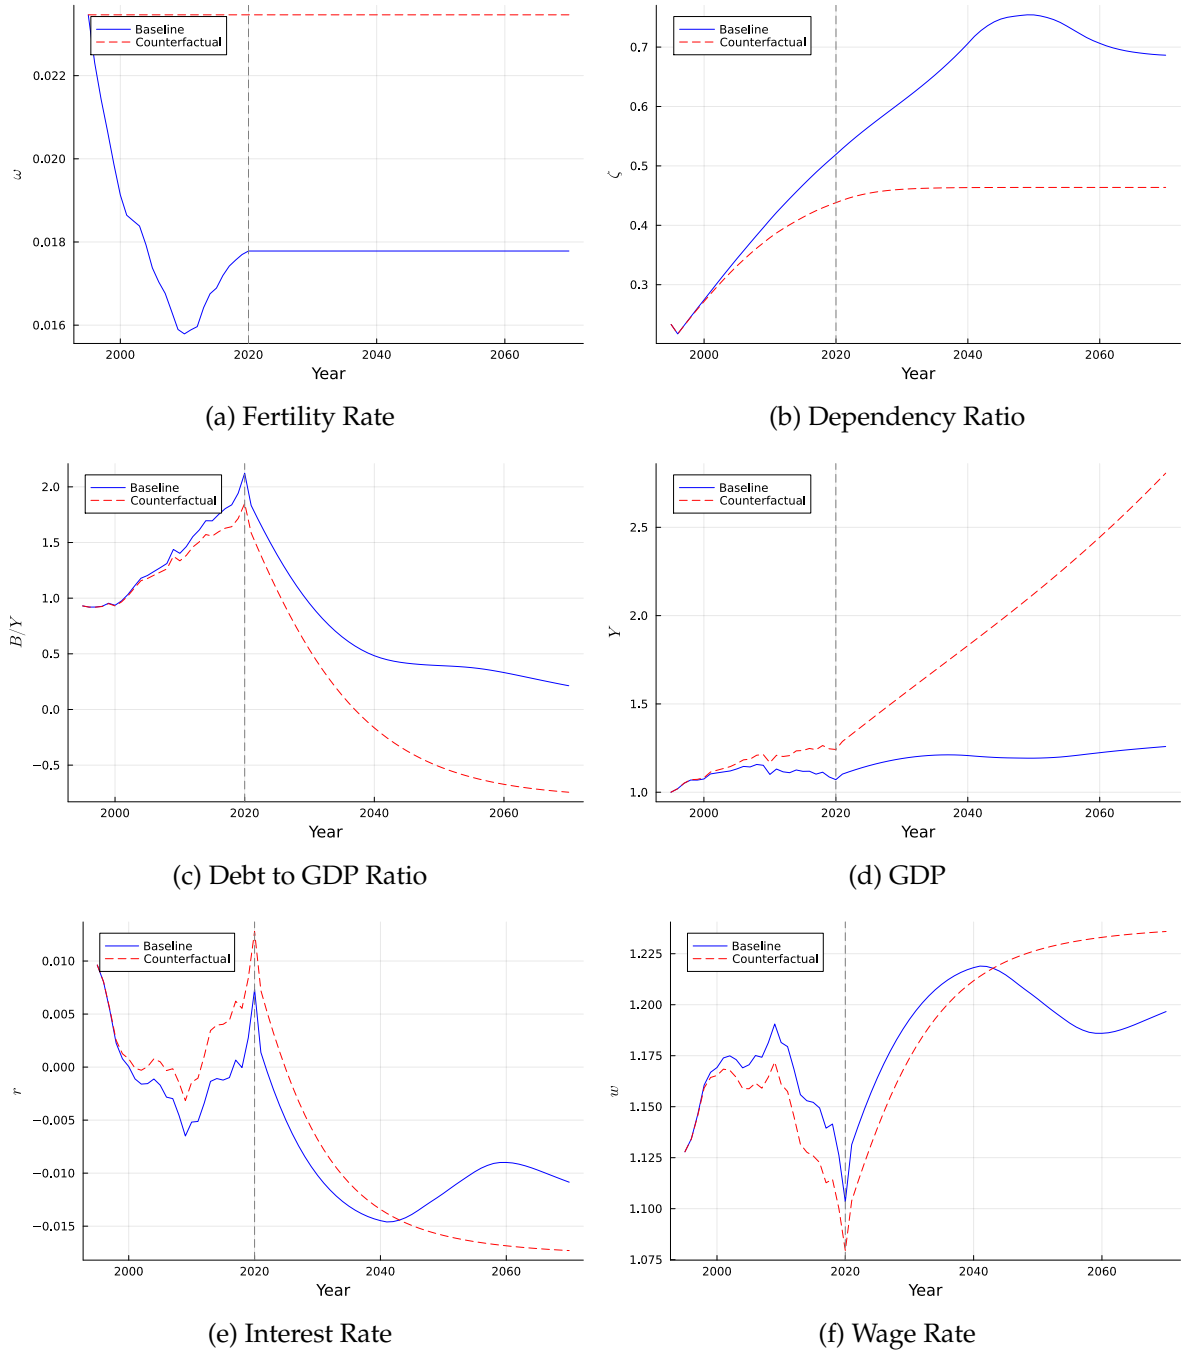 Baseline
Counterfactual
0.022
0.020
0.018
0.016
ω
2000
2020
2040
2060
Year
(a) Fertility Rate
Baseline
Counterfactual
0.7
0.6
0.5
0.4
0.3
ζ
2000
2020
2040
2060
Year
(b) Dependency Ratio
Baseline
Counterfactual
2.0
1.5
1.0
0.5
0.0
−0.5
B/Y
2000
2020
2040
2060
Year
(c) Debt to GDP Ratio
Baseline
Counterfactual
2.5
2.0
1.5
1.0
Y
2000
2020
2040
2060
Year
(d) GDP
Baseline
Counterfactual
0.010
0.005
0.000
−0.005
−0.010
−0.015
r
2000
2020
2040
2060
Year
(e) Interest Rate
Baseline
Counterfactual
1.225
1.200
1.175
1.150
1.125
1.100
1.075
w
2000
2020
2040
2060
Year
(f) Wage Rate